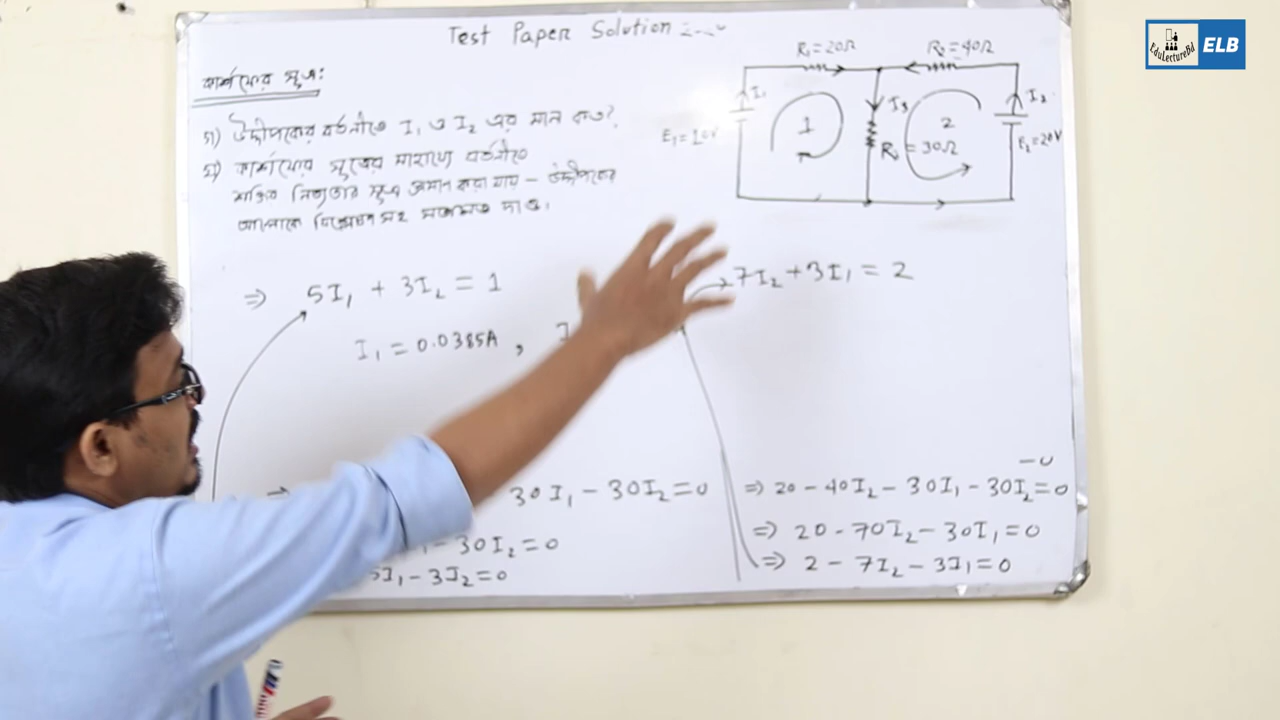 Test Paper Solution
কার্শফের সূত্র:
১) উদ্দীপকের বর্তনীতে I₁ ও I₂ এর মান কত?
২) কার্শফের সূত্রের সাহায্যে বর্তনীতে
শক্তির নিত্যতার সূত্র প্রমান করা যায় – উদ্দীপকের
আলোকে বিশ্লেষণ সহ মতামত দাও।
R₁=20Ω
R₂=40Ω
I₁
I₃
I₂
1
2
E₁=10V
=30Ω
E₂=20V
EduLectureBd ELB
⇒ 5I₁ + 3I₂ = 1
7I₂ + 3I₁ = 2
I₁ = 0.0385A ,
30I₁ - 30I₂ = 0
- 30I₂ = 0
5I₁ - 3I₂ = 0
⇒ 20 - 40I₂ - 30I₁ - 30I₂ = 0
⇒ 20 - 70I₂ - 30I₁ = 0
⇒ 2 - 7I₂ - 3I₁ = 0